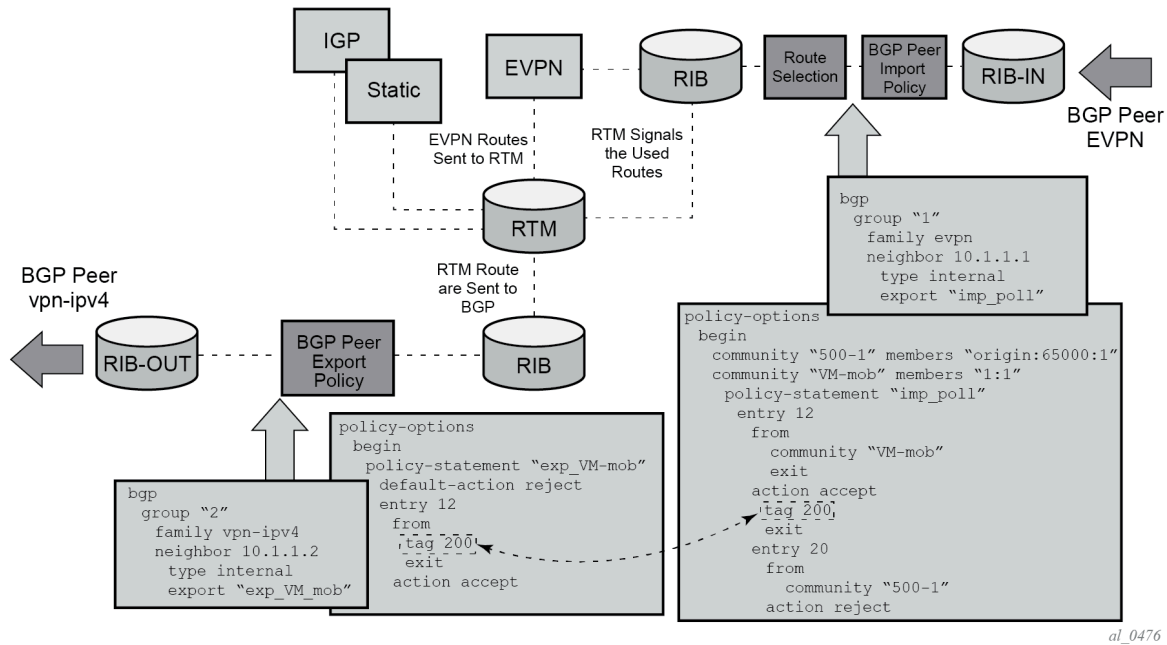 IGP
Static
EVPN
RIB
Route
Selection
BGP Peer
Import
Policy
RIB-IN
BGP Peer
EVPN
EVPN Routes
Sent to RTM
RTM Signals
the Used
Routes
RTM
RTM Route
are Sent to
BGP
BGP Peer
vpn-ipv4
RIB-OUT
BGP Peer
Export
Policy
RIB
bgp
group “1”
family evpn
neighbor 10.1.1.1
type internal
export “imp_poll”
policy-options
begin
community “500-1” members “origin:65000:1”
community “VM-mob” members “1:1”
policy-statement “imp_poll”
entry 12
from
community “VM-mob”
exit
action accept
tag 200
exit
entry 20
from
community “500-1”
action reject
policy-options
begin
policy-statement “exp_VM-mob”
default-action reject
entry 12
from
tag 200
exit
action accept
bgp
group “2”
family vpn-ipv4
neighbor 10.1.1.2
type internal
export “exp_VM_mob”
al_0476